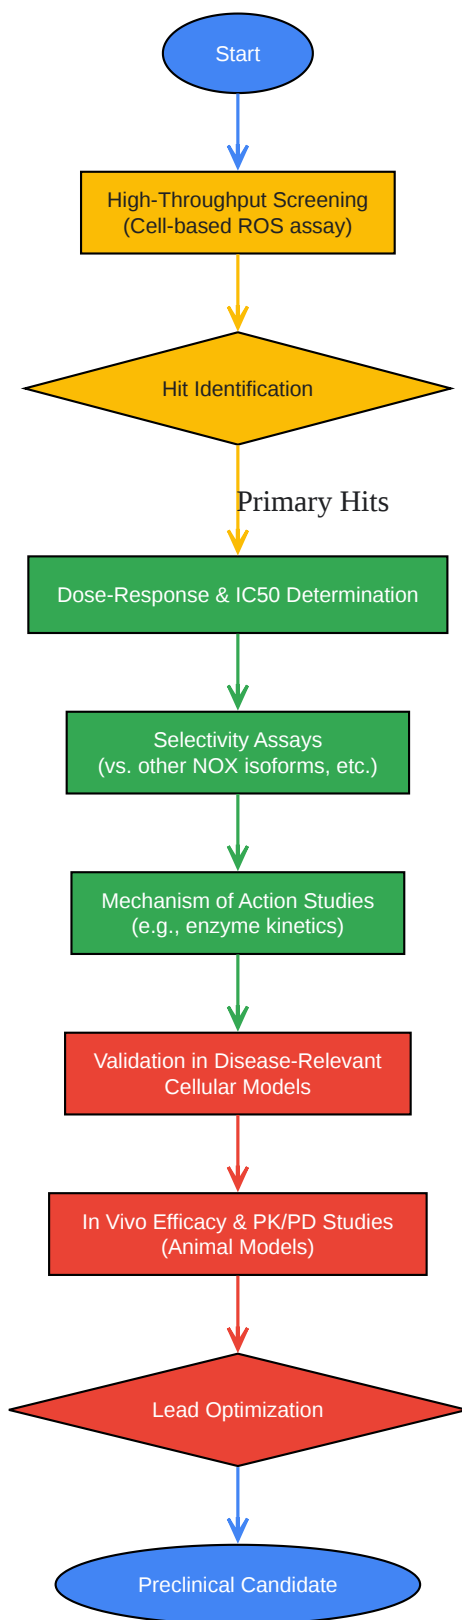 Start
High-Throughput Screening
(Cell-based ROS assay)
Hit Identification
Primary Hits
Dose-Response & IC50 Determination
Selectivity Assays
(vs. other NOX isoforms, etc.)
Mechanism of Action Studies
(e.g., enzyme kinetics)
Validation in Disease-Relevant
Cellular Models
In Vivo Efficacy & PK/PD Studies
(Animal Models)
Lead Optimization
Preclinical Candidate